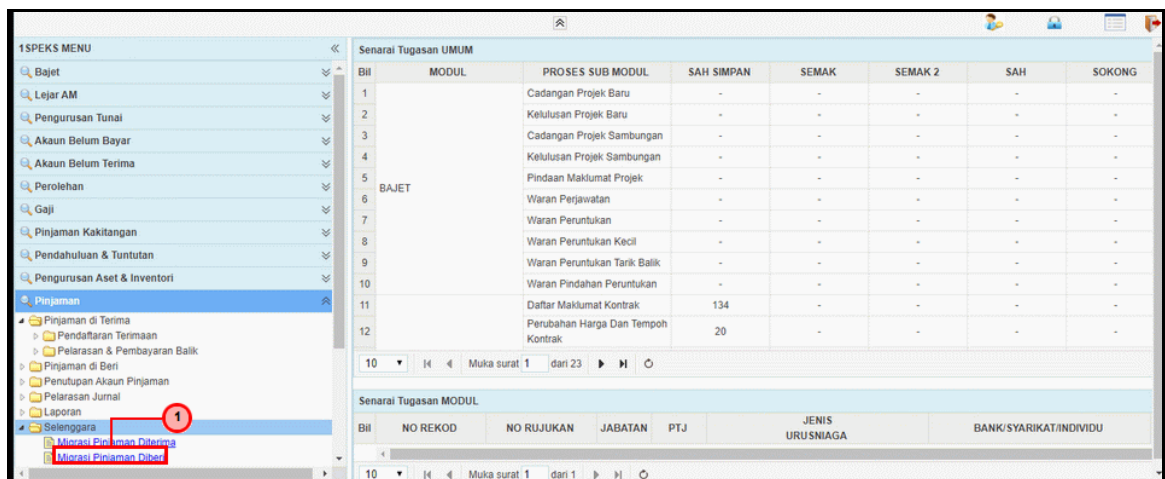 1SPEKS MENU
Bajet
Lejar AM
Pengurusan Tunai
Akaun Belum Bayar
Akaun Belum Terima
Perolehan
Gaji
Pinjaman Kakitangan
Pendahuluan & Tuntutan
Pengurusan Aset & Inventori
Pinjaman
Pinjaman di Terima
Pendaftaran Terimaan
Pelarasan & Pembayaran Balik
Pinjaman di Beri
Penutupan Akaun Pinjaman
Pelarasan Jurnal
Laporan
1
Selenggara
Migrasi Pinjaman Diterima
Migrasi Pinjaman Diberi
Senarai Tugasan UMUM
Bil MODUL PROSES SUB MODUL SAH SIMPAN SEMAK SEMAK 2 SAH SOKONG
1 Cadangan Projek Baru - - - - -
2 Kelulusan Projek Baru - - - - -
3 Cadangan Projek Sambungan - - - - -
4 Kelulusan Projek Sambungan - - - - -
5 Pindaan Maklumat Projek - - - - -
BAJET
6 Waran Perjawatan - - - - -
7 Waran Peruntukan - - - - -
8 Waran Peruntukan Kecil - - - - -
9 Waran Peruntukan Tarik Balik - - - - -
10 Waran Pindahan Peruntukan - - - - -
11 Daftar Maklumat Kontrak 134 - - - -
12 Perubahan Harga Dan Tempoh Kontrak 20 - - - -
10 Muka surat 1 dari 23
Senarai Tugasan MODUL
Bil NO REKOD NO RUJUKAN JABATAN PTJ JENIS URUSNIAGA BANK/SYARIKAT/INDIVIDU
10 Muka surat 1 dari 1